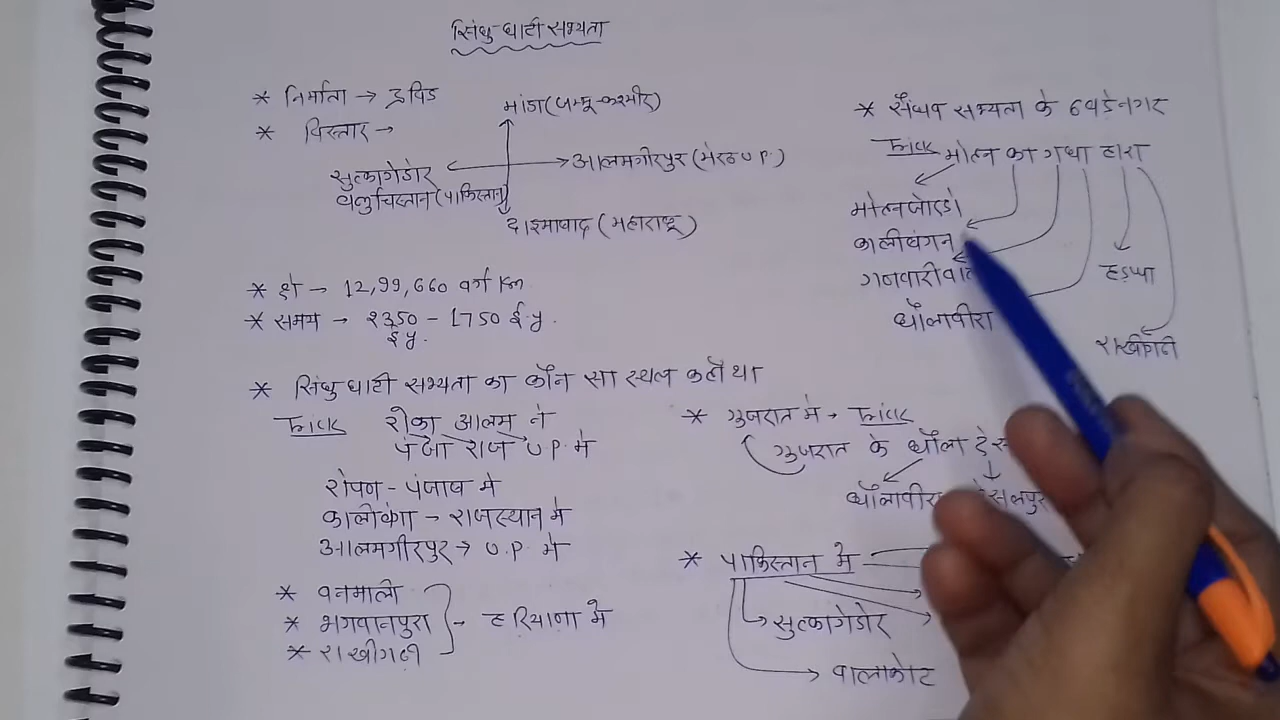 सिंधु-घाटी सभ्यता
* निर्माता → द्रविड
* विस्तार →
मांडा (जम्मू-कश्मीर)
आलमगीरपुर (मेरठ U.P.)
सुत्कागेडोर
बलुचिस्तान (पाकिस्तान)
दाइमाबाद (महाराष्ट्र)
* क्षे → 12,99,660 वर्ग Km
* समय → 2350 - 1750 ई.पू.
ई.पू.
* सिंधु घाटी सभ्यता का कौन सा स्थल कहाँ था
Trick रोका आलम ने
पंजा राज U.P. मे
रोपण - पंजाब मे
कालीबंगा → राजस्थान मे
आलमगीरपुर → U.P. मे
* बनमाली
* भगवानपुरा - हरियाणा मे
* राखीगढ़ी
* सैंधव सभ्यता के 6 बड़े नगर
Trick मोहन का गधा हारा
मोहनजोदड़ो
कालीबंगन
गनवारीवा
धौलावीरा
हड़प्पा
राखीगढी
* गुजरात मे → Trick
गुजरात के धौला दे
धौलावीरा सलपुर
* पाकिस्तान मे
सुत्कागेडोर
बालाकोट